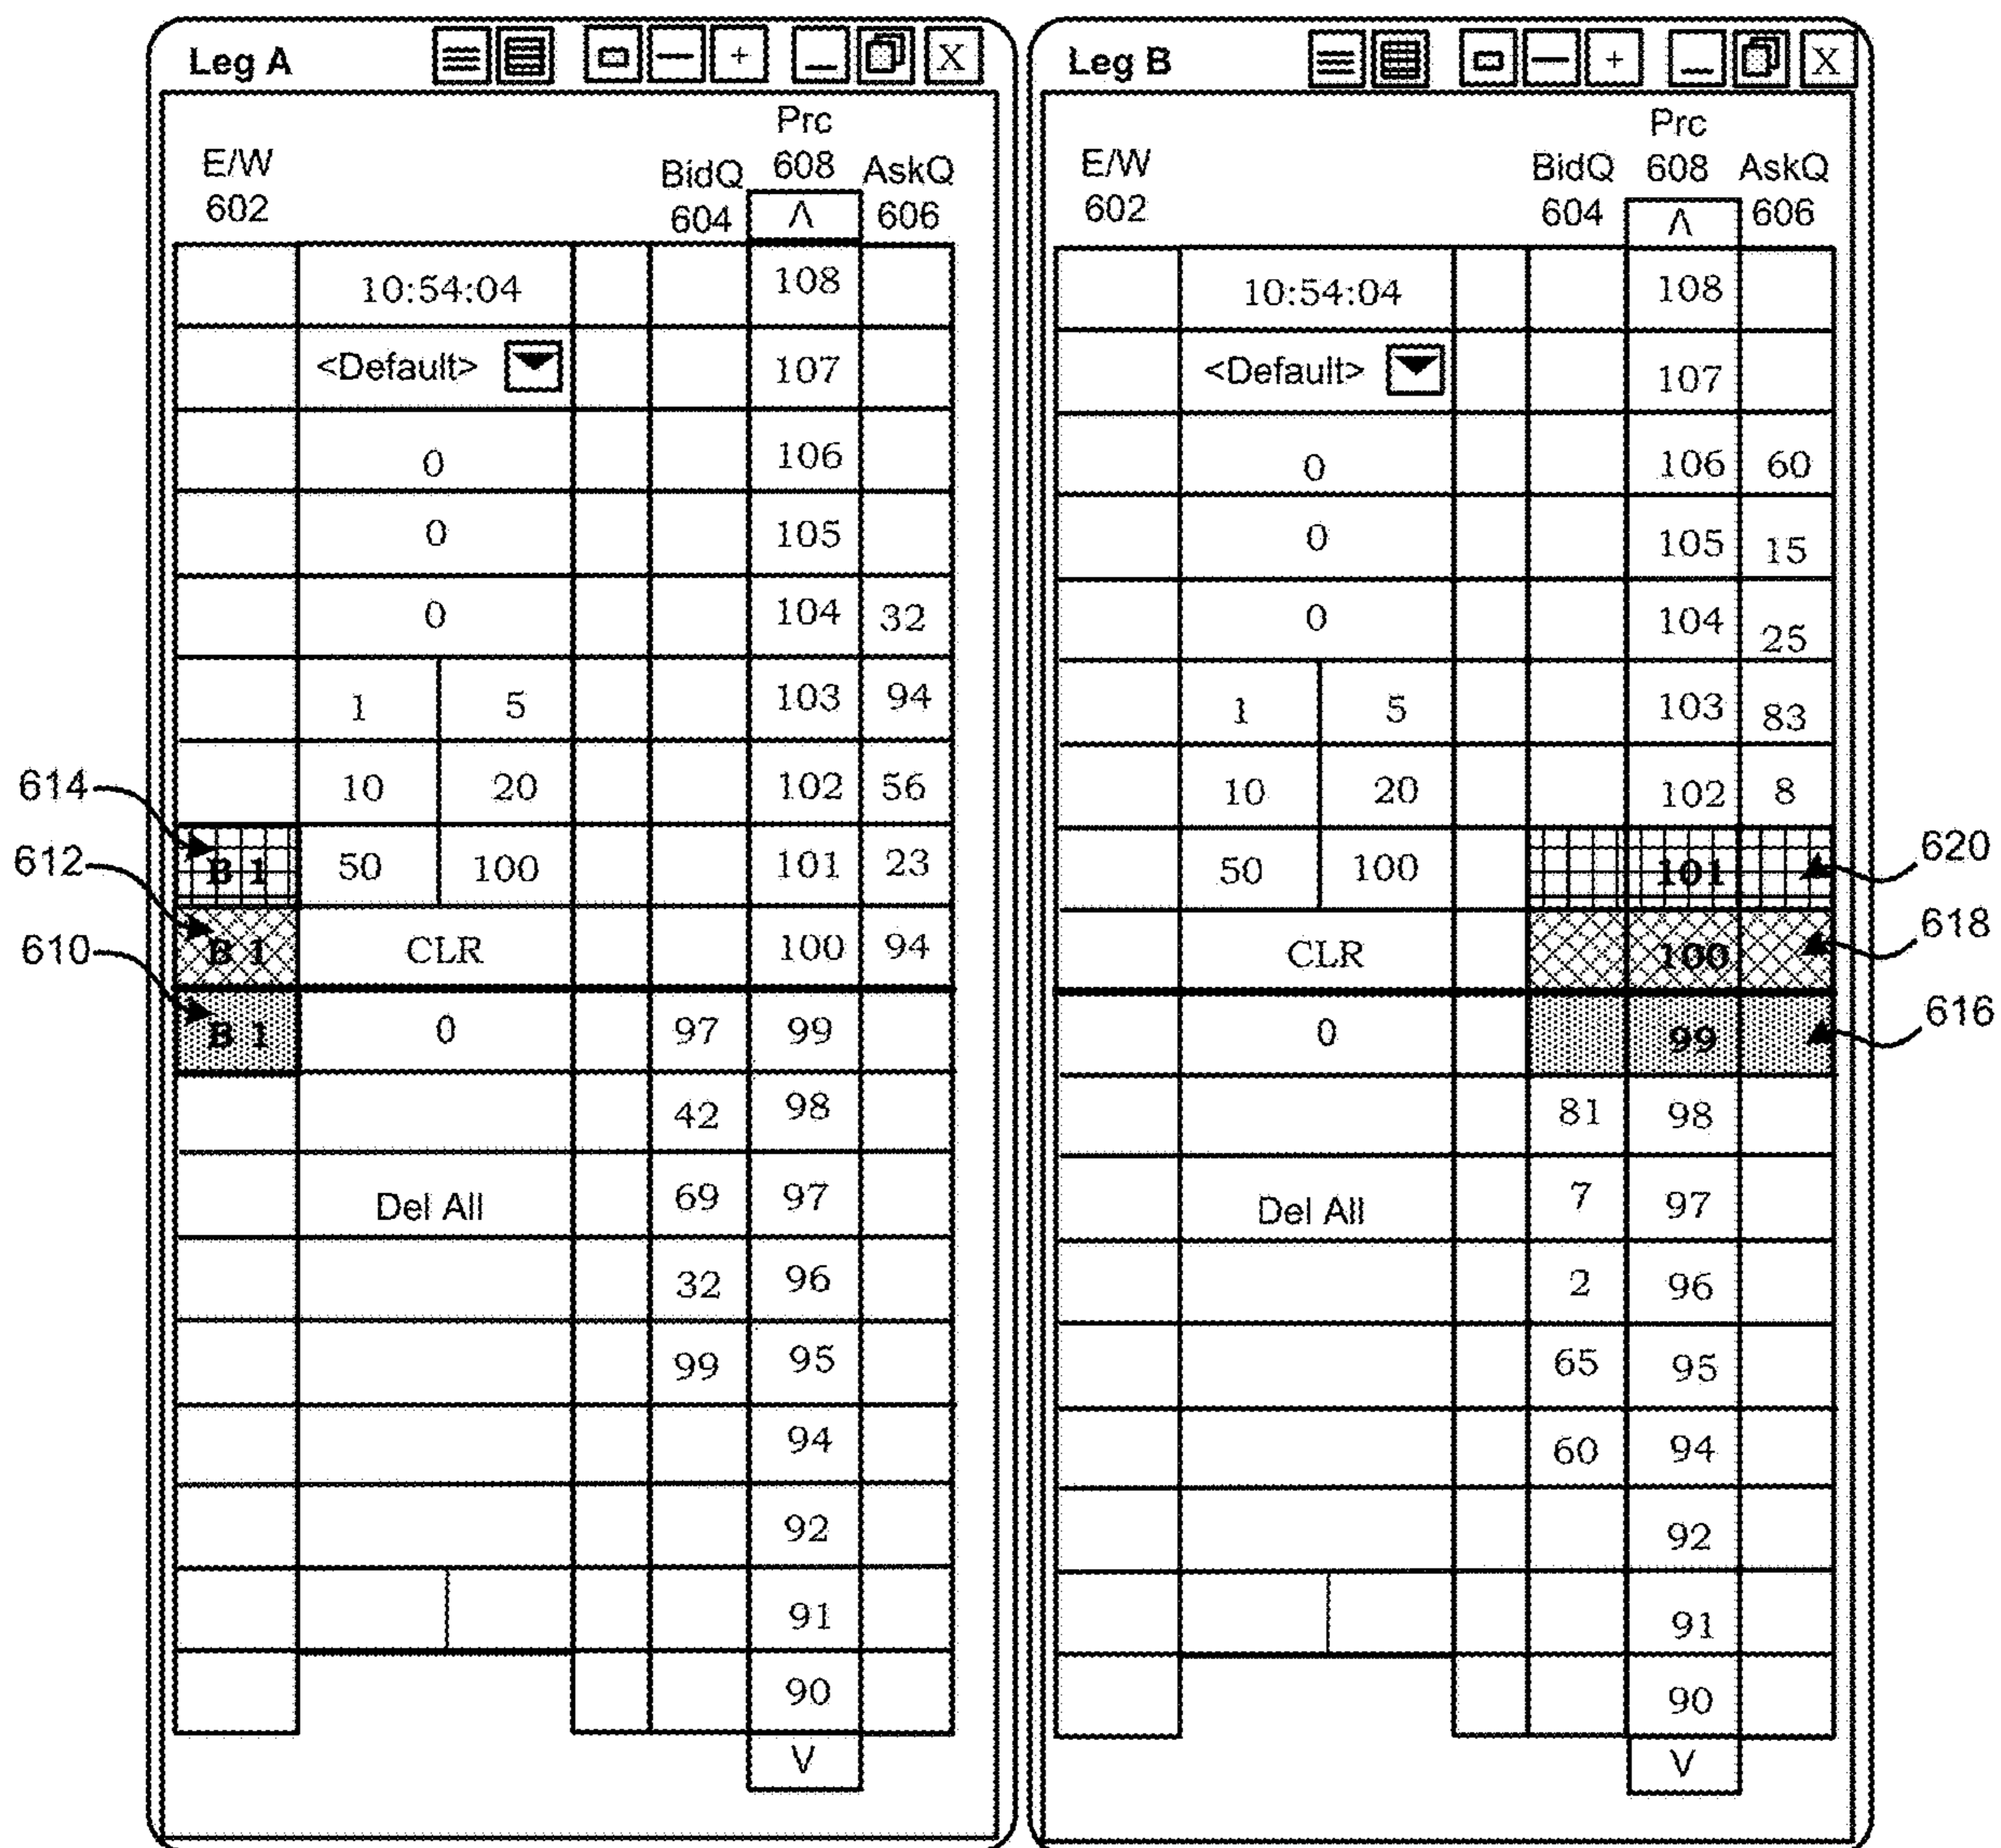 Leg A X
Prc
E/W BidQ 608 AskQ
602 604 Λ 606
10:54:04 108
<Default> 107
0 106
0 105
0 104 32
1 5 103 94
10 20 102 56
614 B 1 50 100 101 23
612 B 1 CLR 100 94
610 B 1 0 97 99
42 98
Del All 69 97
32 96
99 95
94
92
91
90
V
Leg B X
Prc
E/W BidQ 608 AskQ
602 604 Λ 606
10:54:04 108
<Default> 107
0 106 60
0 105 15
0 104 25
1 5 103 83
10 20 102 8
50 100 101 620
CLR 100 618
0 99 616
81 98
Del All 7 97
2 96
65 95
60 94
92
91
90
V